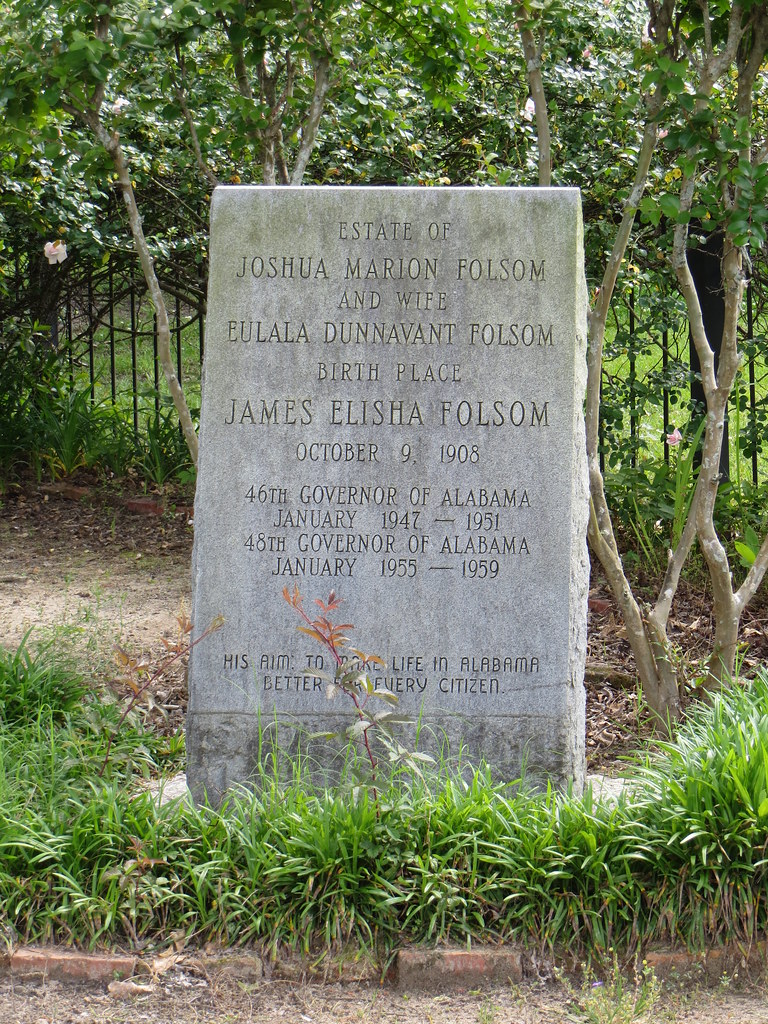 ESTATE OF
JOSHUA MARION FOLSOM
AND WIFE
EULALA DUNNAVANT FOLSOM
BIRTH PLACE
JAMES ELISHA FOLSOM
OCTOBER 9, 1908
46TH GOVERNOR OF ALABAMA
JANUARY 1947 — 1951
48TH GOVERNOR OF ALABAMA
JANUARY 1955 — 1959
HIS AIM: TO MAKE LIFE IN ALABAMA
BETTER FOR EVERY CITIZEN.